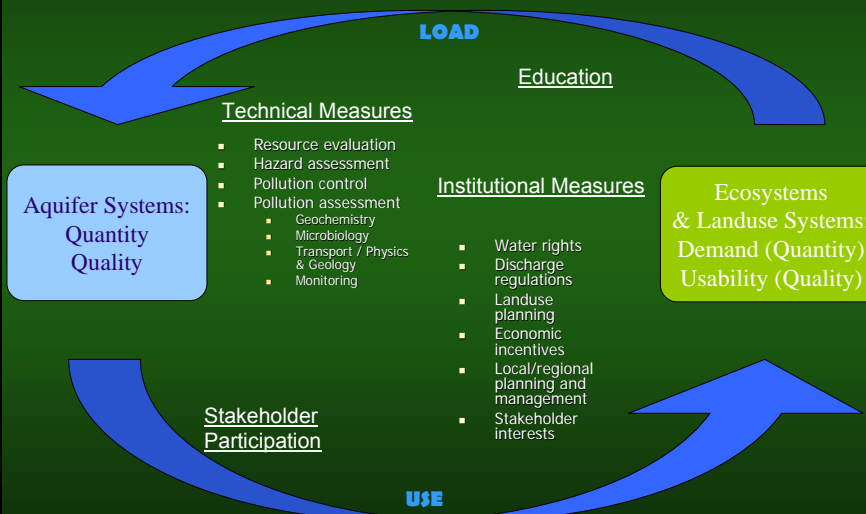 LOAD
Education
Technical Measures
Resource evaluation
Hazard assessment
Pollution control
Pollution assessment
Geochemistry
Microbiology
Transport / Physics
& Geology
Monitoring
Aquifer Systems:
Quantity
Quality
Institutional Measures
Water rights
Discharge
regulations
Landuse
planning
Economic
incentives
Local/regional
planning and
management
Stakeholder
interests
Ecosystems
& Landuse Systems:
Demand (Quantity)
Usability (Quality)
Stakeholder
Participation
USE